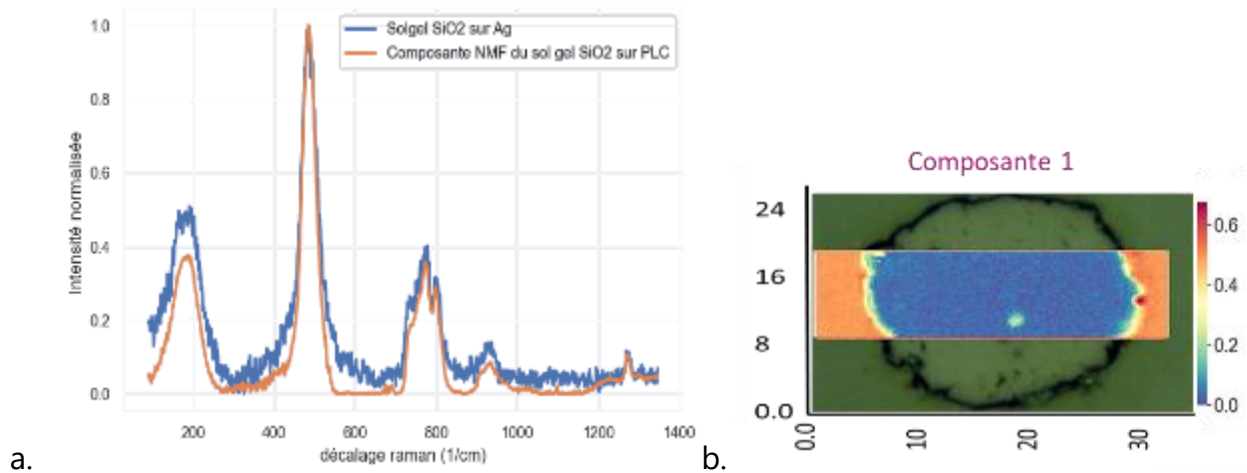 Solgel SiO2 sur Ag
Composante NMF du sol gel SiO2 sur PLC
1.0
0.8
0.6
0.4
0.2
0.0
Intensité normalisée
200 400 600 800 1000 1200 1400
décalage raman (1/cm)
a.
Composante 1
24
16
8
0.0
0.0 10 20 30
0.6
0.4
0.2
0.0
b.